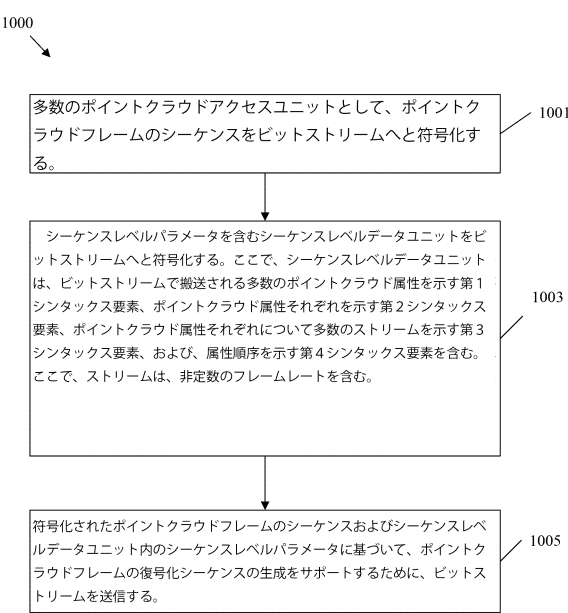 1000
多数のポイントクラウドアクセスユニットとして、ポイントク
ラウドフレームのシーケンスをビットストリームへと符号化す
る。
1001
シーケンスレベルパラメータを含むシーケンスレベルデータユニットをビ
ットストリームへと符号化する。ここで、シーケンスレベルデータユニット
は、ビットストリームで搬送される多数のポイントクラウド属性を示す第1
シンタックス要素、ポイントクラウド属性それぞれを示す第2シンタックス
要素、ポイントクラウド属性それぞれについて多数のストリームを示す第3
シンタックス要素、および、属性順序を示す第4シンタックス要素を含む。
ここで、ストリームは、非定数のフレームレートを含む。
1003
符号化されたポイントクラウドフレームのシーケンスおよびシーケンスレベ
ルデータユニット内のシーケンスレベルパラメータに基づいて、ポイントク
ラウドフレームの復号化シーケンスの生成をサポートするために、ビットス
トリームを送信する。
1005